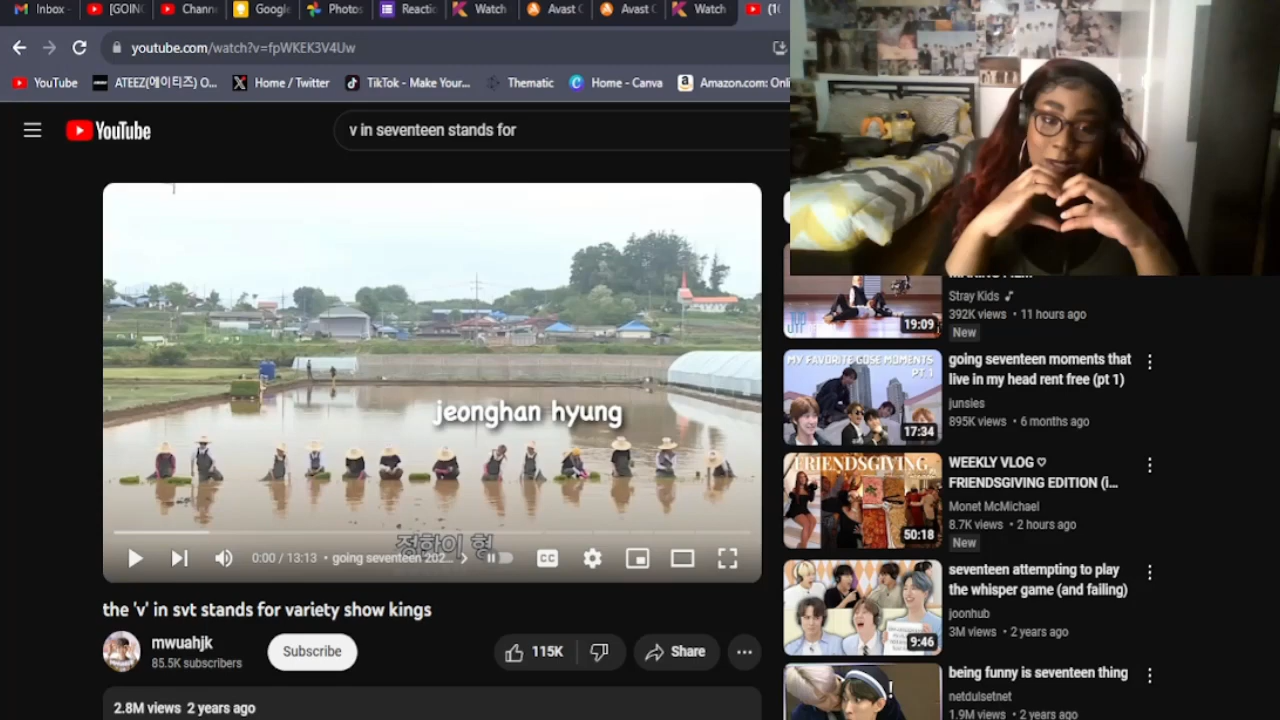 Inbox -
[GOING
Chann
Google
Photos
Reactio
Watch
Avast
Avast
Watch
(1
youtube.com/watch?v=fpWKEK3V4Uw
YouTube
ATEEZ(에이티즈) O...
Home / Twitter
TikTok - Make Your...
Thematic
Home - Canva
Amazon.com: Onl
YouTube
v in seventeen stands for
jeonghan hyung
정한이 형
0:00 / 13:13 • going seventeen 202...
CC
the 'v' in svt stands for variety show kings
mwuahjk
85.5K subscribers
Subscribe
115K
Share
2.8M views 2 years ago
Stray Kids
392K views • 11 hours ago
New
19:09
MY FAVORITE GOSE MOMENTS
PT 1
17:34
going seventeen moments that
live in my head rent free (pt 1)
junsies
895K views • 6 months ago
FRIENDSGIVING
50:18
WEEKLY VLOG ♡
FRIENDSGIVING EDITION (i...
Monet McMichael
8.7K views • 2 hours ago
New
9:46
seventeen attempting to play
the whisper game (and failing)
joonhub
3M views • 2 years ago
being funny is seventeen thing
netdulsetnet
1.9M views • 2 years ago